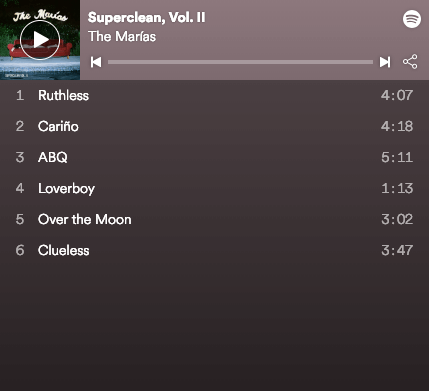 The Marías
Superclean, Vol. II
The Marías
1 Ruthless 4:07
2 Cariño 4:18
3 ABQ 5:11
4 Loverboy 1:13
5 Over the Moon 3:02
6 Clueless 3:47